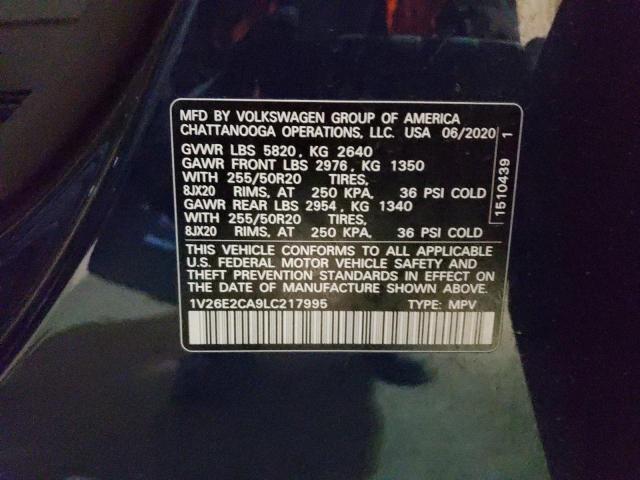 MFD BY VOLKSWAGEN GROUP OF AMERICA
CHATTANOOGA OPERATIONS, LLC. USA 06/2020
GVWR LBS 5820, KG 2640
GAWR FRONT LBS 2976, KG 1350
WITH 255/50R20 TIRES,
8JX20 RIMS, AT 250 KPA, 36 PSI COLD
GAWR REAR LBS 2954, KG 1340
WITH 255/50R20 TIRES,
8JX20 RIMS, AT 250 KPA, 36 PSI COLD
THIS VEHICLE CONFORMS TO ALL APPLICABLE
U.S. FEDERAL MOTOR VEHICLE SAFETY AND
THEFT PREVENTION STANDARDS IN EFFECT ON
THE DATE OF MANUFACTURE SHOWN ABOVE.
1V26E2CA9LC217995 TYPE: MPV
1510439 1